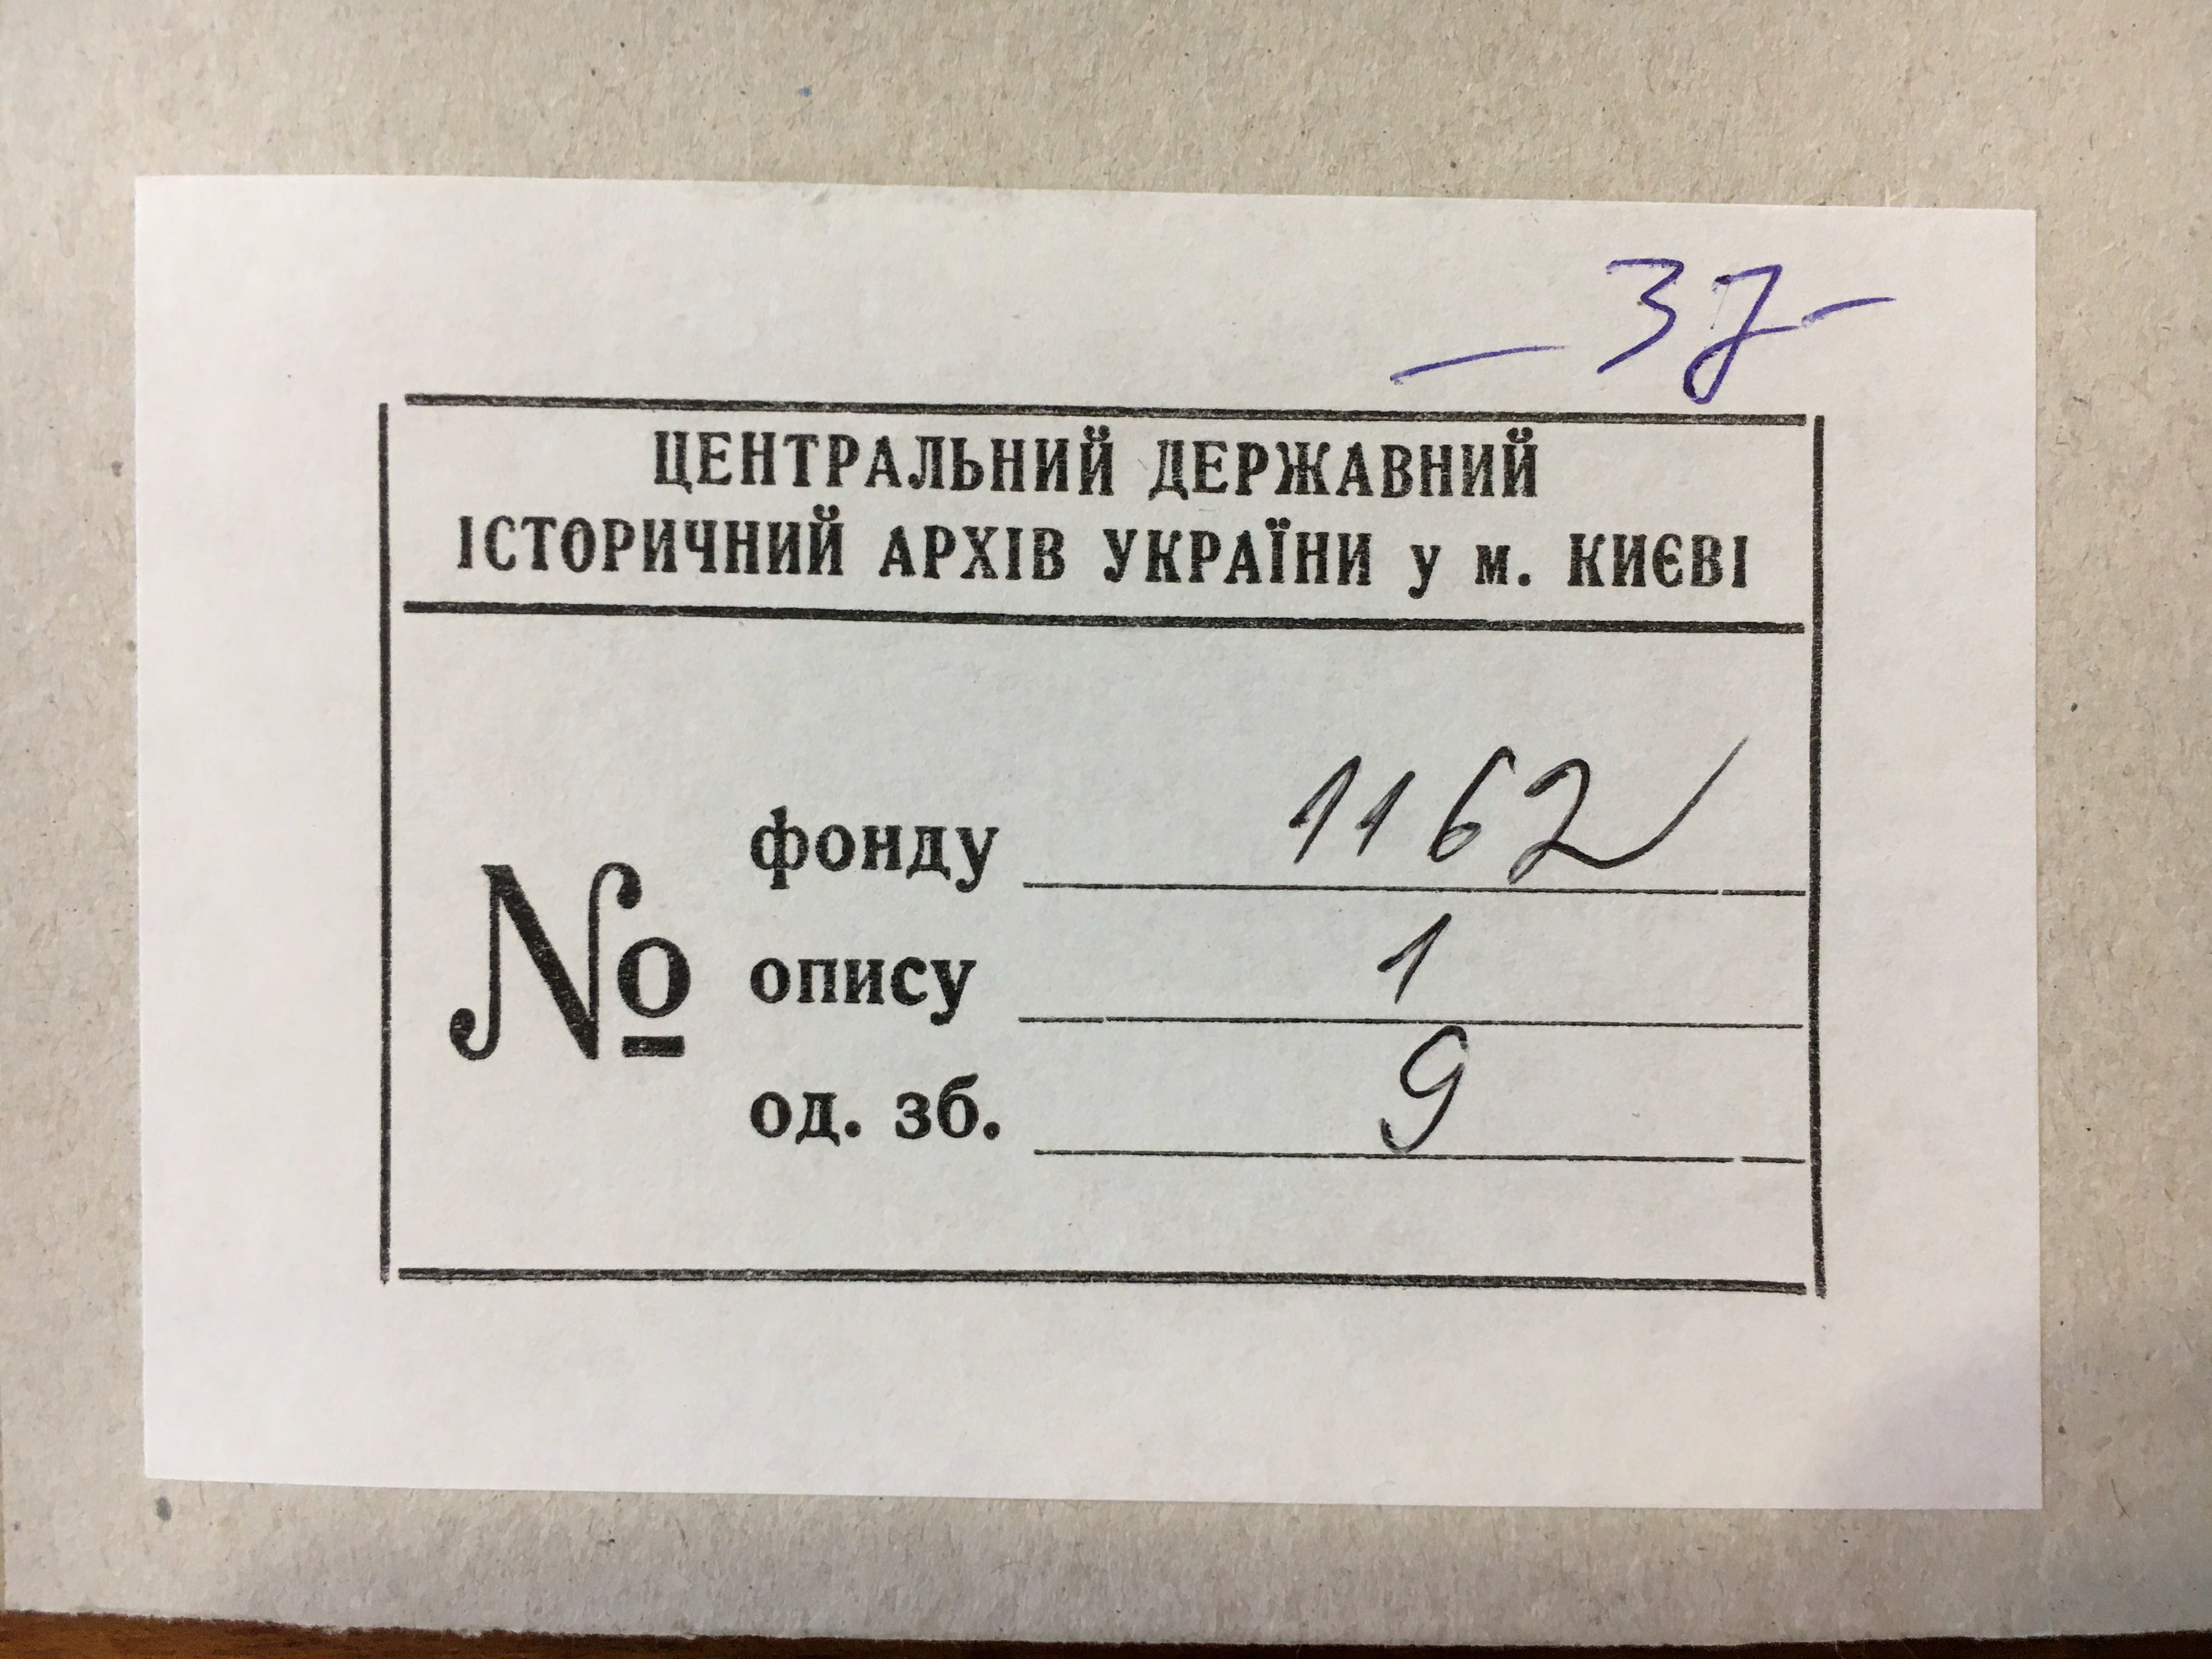 — 37 —
ЦЕНТРАЛЬНИЙ ДЕРЖАВНИЙ
ІСТОРИЧНИЙ АРХІВ УКРАЇНИ у м. КИЄВІ
№
фонду 1162
опису 1
од. зб. 9